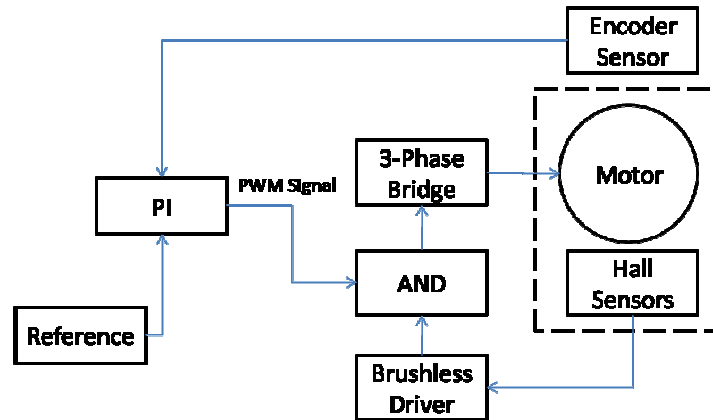 Encoder
Sensor
3-Phase
Bridge
Motor
PWM Signal
PI
AND
Hall
Sensors
Reference
Brushless
Driver